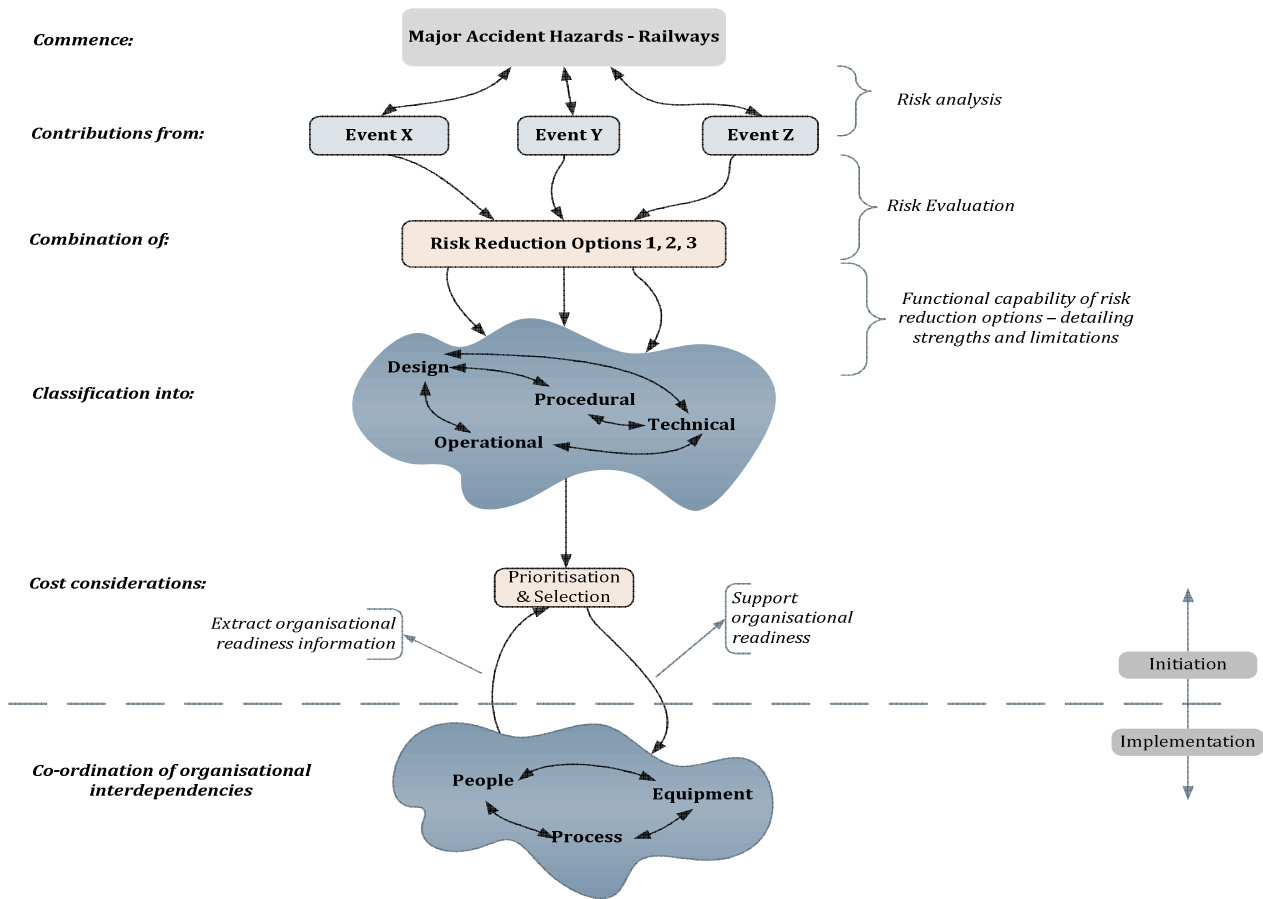 Commence:
Major Accident Hazards - Railways
Risk analysis
Contributions from:
Event X
Event Y
Event Z
Risk Evaluation
Combination of:
Risk Reduction Options 1, 2, 3
Functional capability of risk
reduction options – detailing
strengths and limitations
Classification into:
Design
Procedural
Technical
Operational
Cost considerations:
Prioritisation
& Selection
Extract organisational
readiness information
Support
organisational
readiness
Initiation
Implementation
Co-ordination of organisational
interdependencies
People
Equipment
Process